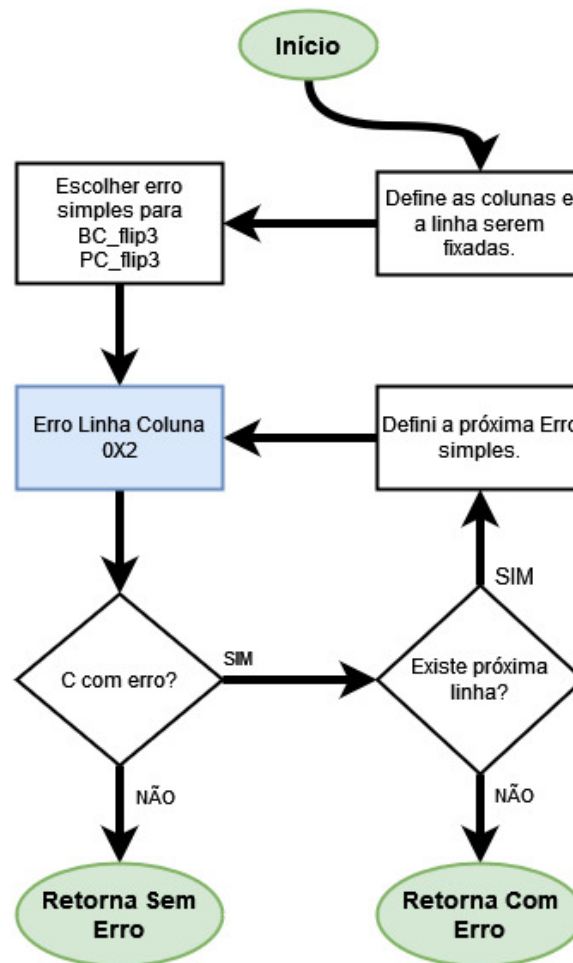 Início
Escolher erro
simples para
BC_flip3
PC_flip3
Define as colunas e
a linha serem
fixadas.
Erro Linha Coluna
0X2
Defini a próxima Erro
simples.
SIM
C com erro?
SIM
Existe próxima
linha?
NÃO
NÃO
Retorna Sem
Erro
Retorna Com
Erro